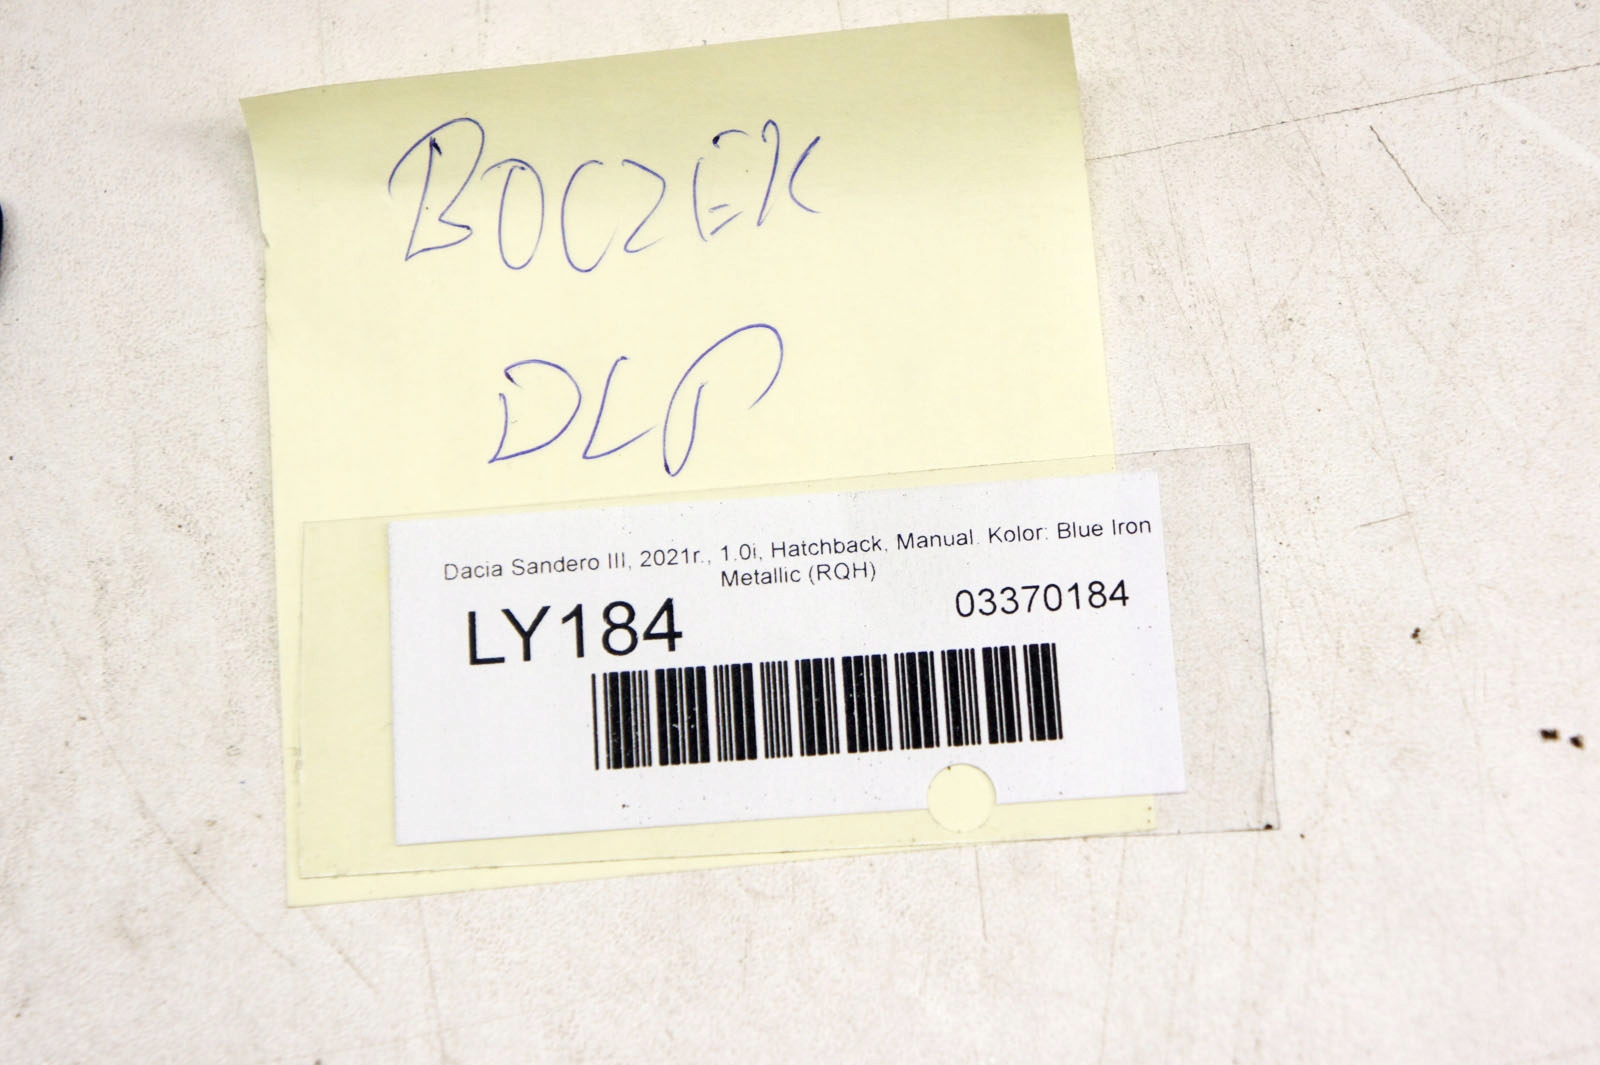 BOCZEK
DLP
Dacia Sandero III, 2021r., 1.0i, Hatchback, Manual. Kolor: Blue Iron
Metallic (RQH)
LY184
03370184